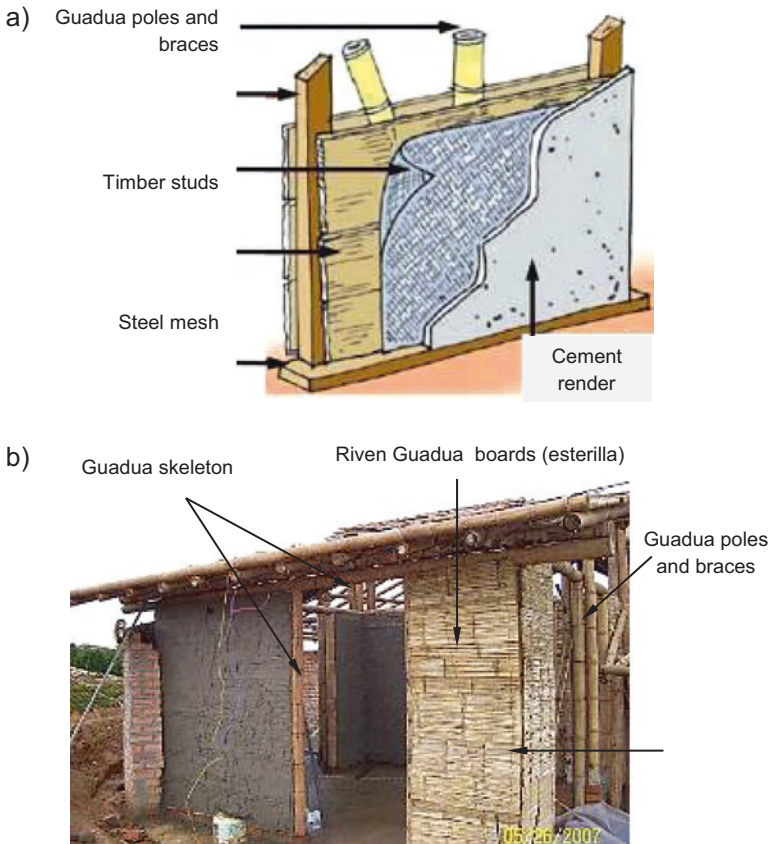 a)
Guadua poles and
braces
Timber studs
Steel mesh
Cement
render
b)
Guadua skeleton
Riven Guadua boards (esterilla)
Guadua poles
and braces
05/26/2007